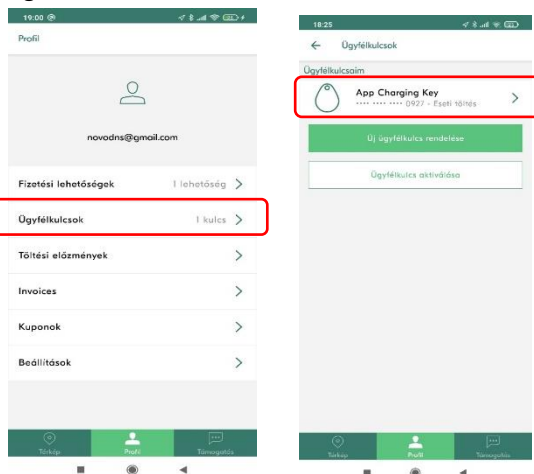 19:00
Profil
novodns@gmail.com
Fizetési lehetőségek 1 lehetőség
Ügyfélkulcsok 1 kulcs
Töltési előzmények
Invoices
Kuponok
Beállítások
Térkép Profil Támogatás
18:25
Ügyfélkulcsok
Ügyfélkulcsaim
App Charging Key
•••• •••• •••• 0927 - Eseti töltés
Új ügyfélkulcs rendelése
Ügyfélkulcs aktiválása
Térkép Profil Támogatás